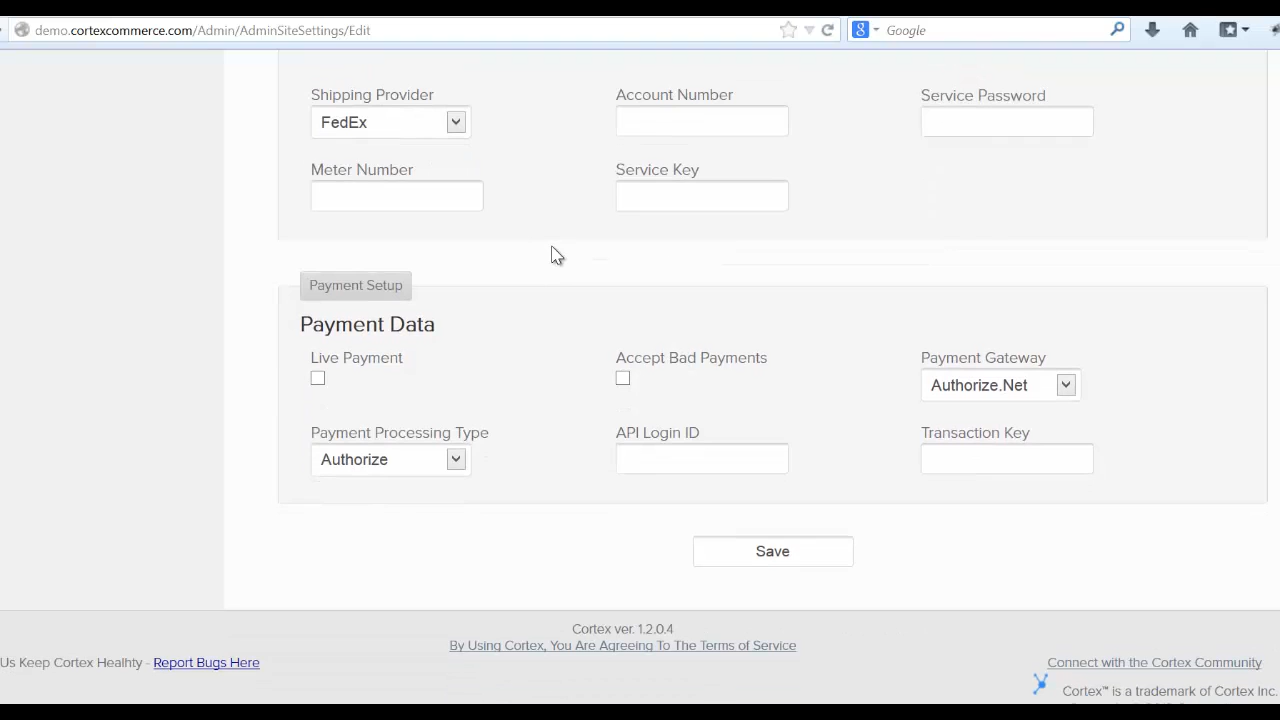 demo.cortexcommerce.com/Admin/AdminSiteSettings/Edit
Google
Shipping Provider
Account Number
Service Password
FedEx
Meter Number
Service Key
Payment Setup
Payment Data
Live Payment
Accept Bad Payments
Payment Gateway
Authorize.Net
Payment Processing Type
API Login ID
Transaction Key
Authorize
Save
Cortex ver. 1.2.0.4
By Using Cortex, You Are Agreeing To The Terms of Service
Us Keep Cortex Healhty - Report Bugs Here
Connect with the Cortex Community
Cortex™ is a trademark of Cortex Inc.